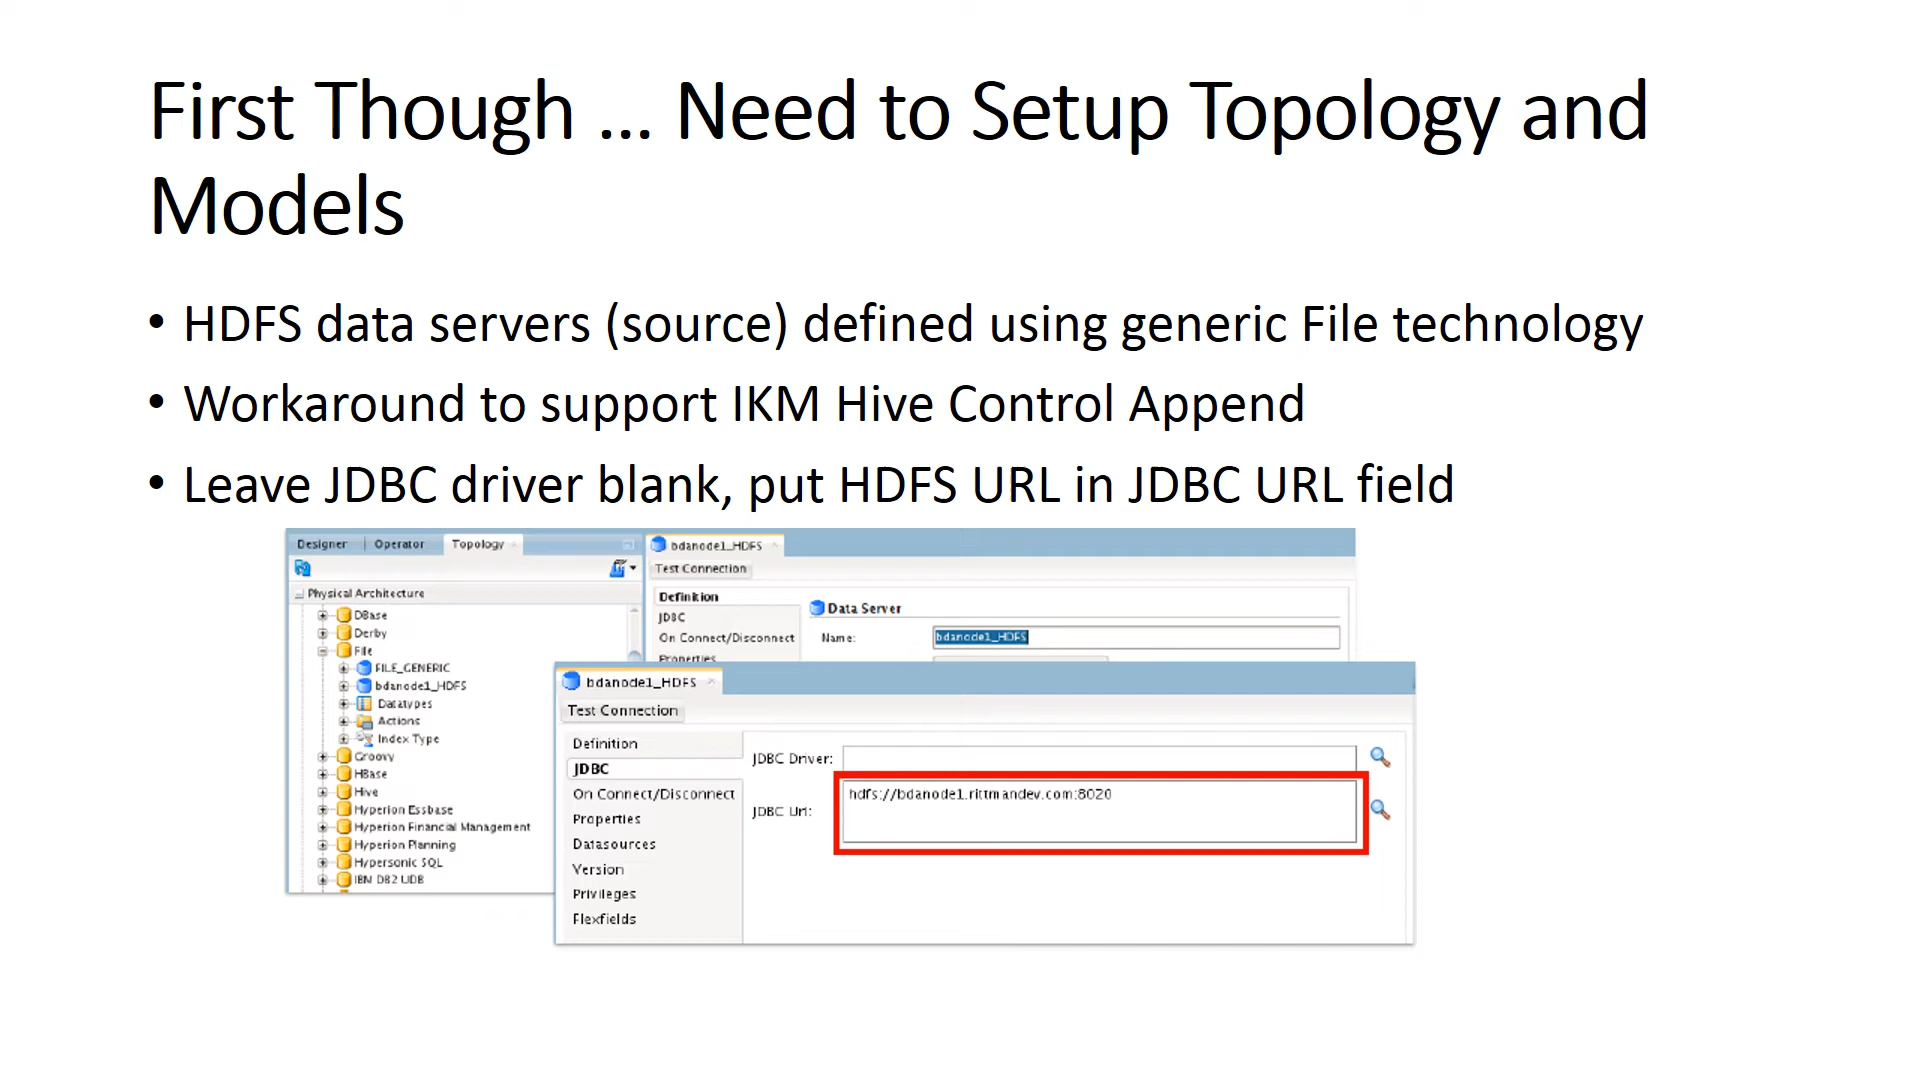 First Though … Need to Setup Topology and
Models
• HDFS data servers (source) defined using generic File technology
• Workaround to support IKM Hive Control Append
• Leave JDBC driver blank, put HDFS URL in JDBC URL field
Designer Operator Topology
Physical Architecture
DBase
Derby
File
FILE_GENERIC
bdanode1_HDFS
Datatypes
Actions
Index Type
Groovy
HBase
Hive
Hyperion Essbase
Hyperion Financial Management
Hyperion Planning
Hypersonic SQL
IBM DB2 UDB
bdanode1_HDFS
Test Connection
Definition
JDBC
On Connect/Disconnect
Properties
Data Server
Name: bdanode1_HDFS
bdanode1_HDFS
Test Connection
Definition
JDBC
On Connect/Disconnect
Properties
Datasources
Version
Privileges
Flexfields
JDBC Driver:
JDBC Url: hdfs://bdanode1.rittmandev.com:8020